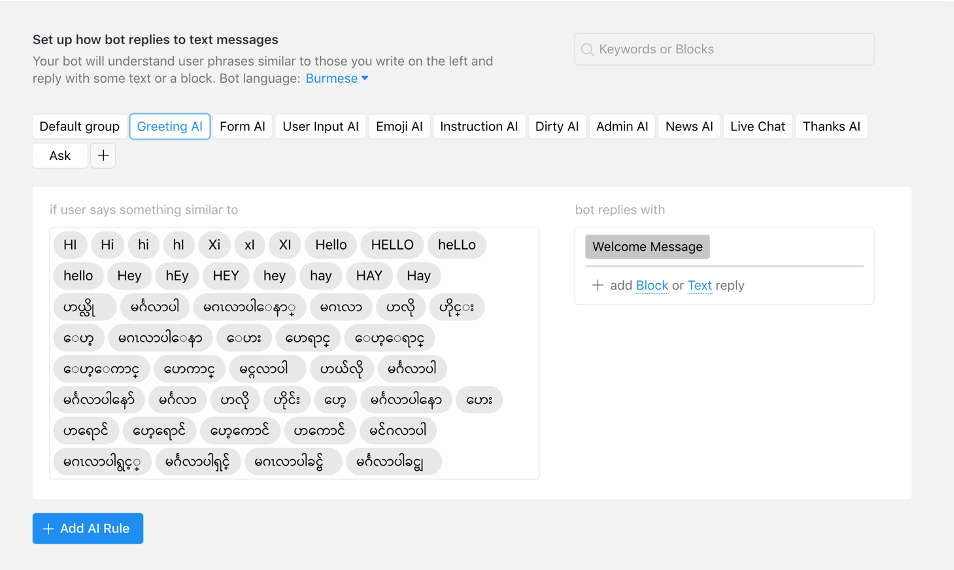 Set up how bot replies to text messages
Your bot will understand user phrases similar to those you write on the left and
reply with some text or a block. Bot language: Burmese
Keywords or Blocks
Default group Greeting AI Form AI User Input AI Emoji AI Instruction AI Dirty AI Admin AI News AI Live Chat Thanks AI
Ask +
if user says something similar to
HI Hi hi hI Xi xI XI Hello HELLO heLLo
hello Hey hEy HEY hey hay HAY Hay
ဟယ္လို မင်္ဂလာပါ မဂၤလာပါေနာ္ မဂၤလာ ဟာလို ဟိုင္း
ေဟ့ မဂၤလာပါေနာ ေဟး ဟေရာင္ ေဟ့ေရာင္
ေဟ့ေကာင္ ဟေကာင္ မင်္ဂလာပါ ဟယ်လို မင်္ဂလာပါ
မင်္ဂလာပါနော် မင်္ဂလာ ဟာလို ဟိုင်း ဟေ့ မင်္ဂလာပါနော ဟေး
ဟရောင် ဟေ့ရောင် ဟေ့ကောင် ဟကောင် မင်ဂလာပါ
မဂၤလာပါရွင့္ မင်္ဂလာပါရှင့် မဂၤလာပါခင္ဗ် မင်္ဂလာပါခင္ဗျ
bot replies with
Welcome Message
+ add Block or Text reply
+ Add AI Rule